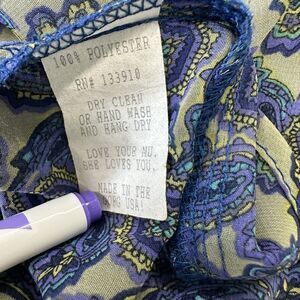 100% POLYESTER
RN# 133910
DRY CLEAN
OR HAND WASH
AND HANG DRY
LOVE YOUR MU.
SHE LOVES YOU.
MADE IN THE
USA!